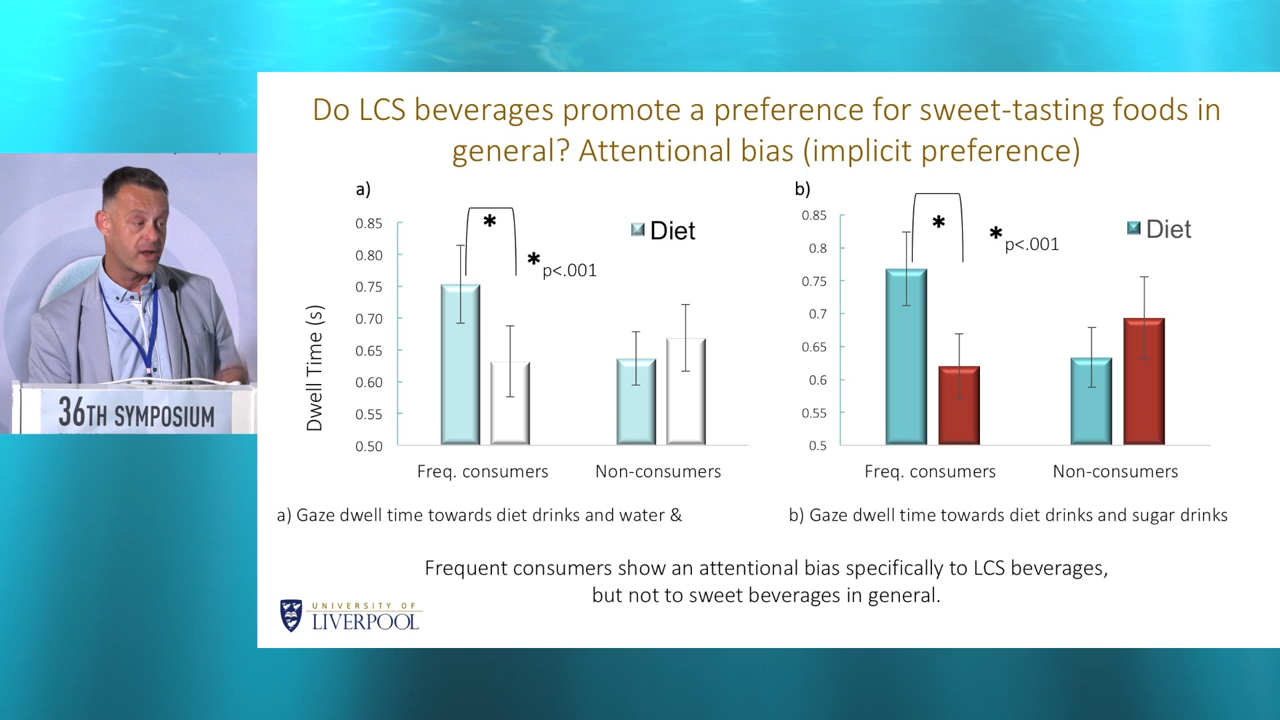 Do LCS beverages promote a preference for sweet-tasting foods in
general? Attentional bias (implicit preference)
a)
0.85
0.80
0.75
0.70
0.65
0.60
0.55
0.50
Dwell Time (s)
*
* p<.001
Diet
Freq. consumers
Non-consumers
b)
0.85
0.8
0.75
0.7
0.65
0.6
0.55
0.5
*
* p<.001
Diet
Freq. consumers
Non-consumers
a) Gaze dwell time towards diet drinks and water &
b) Gaze dwell time towards diet drinks and sugar drinks
Frequent consumers show an attentional bias specifically to LCS beverages,
but not to sweet beverages in general.
UNIVERSITY OF
LIVERPOOL
36TH SYMPOSIUM